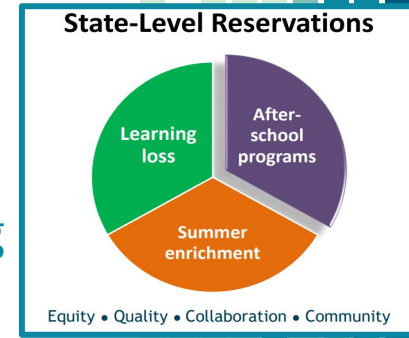 State-Level Reservations
Learning
loss
After-
school
programs
Summer
enrichment
g
Equity • Quality • Collaboration • Community